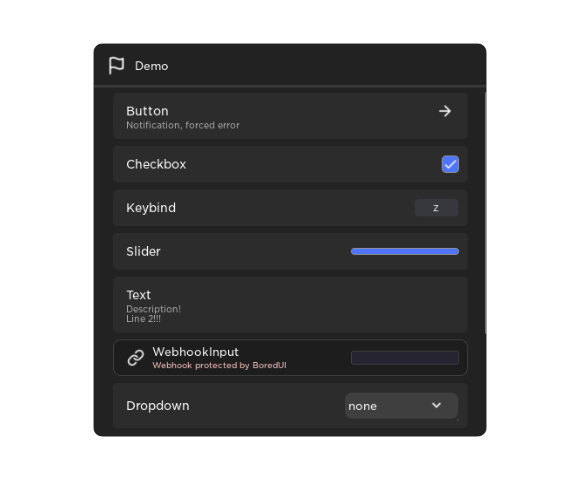 Demo
Button
Notification, forced error
Checkbox
Keybind
Z
Slider
Text
Description!
Line 2!!!
WebhookInput
Webhook protected by BoredUI
Dropdown
none